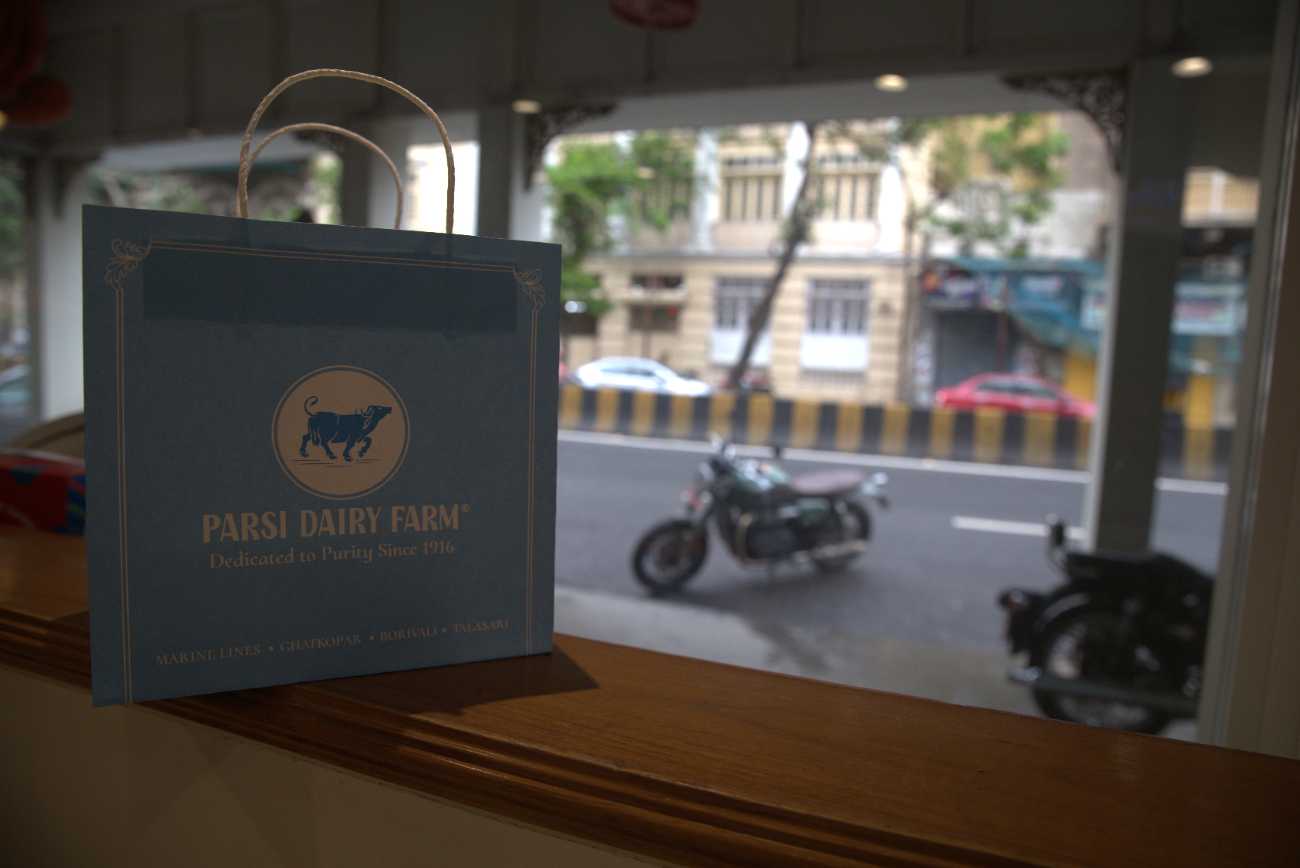 PARSI DAIRY FARM®
Dedicated to Purity Since 1916
MARINE LINES • GHATKOPAR • BORIVALI • TALASARI